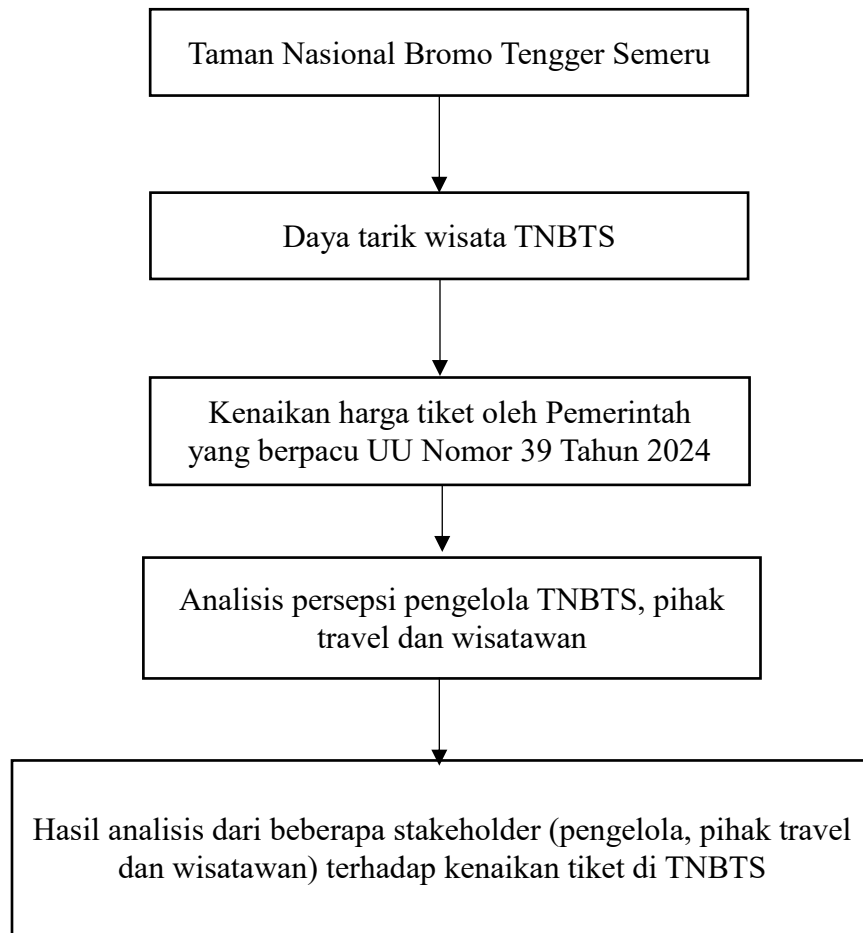 Taman Nasional Bromo Tengger Semeru
Daya tarik wisata TNBTS
Kenaikan harga tiket oleh Pemerintah
yang berpacu UU Nomor 39 Tahun 2024
Analisis persepsi pengelola TNBTS, pihak
travel dan wisatawan
Hasil analisis dari beberapa stakeholder (pengelola, pihak travel
dan wisatawan) terhadap kenaikan tiket di TNBTS